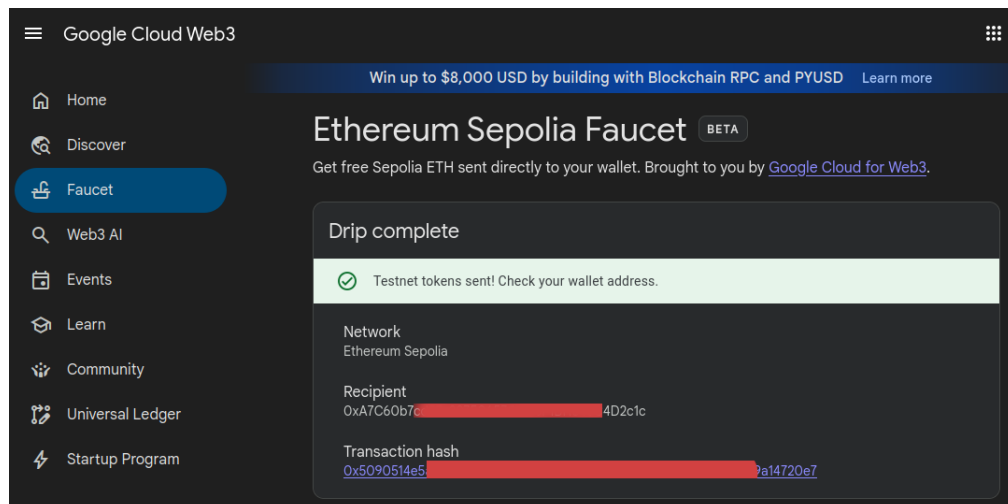 Google Cloud Web3
Win up to $8,000 USD by building with Blockchain RPC and PYUSD Learn more
Home
Discover
Faucet
Web3 AI
Events
Learn
Community
Universal Ledger
Startup Program
Ethereum Sepolia Faucet BETA
Get free Sepolia ETH sent directly to your wallet. Brought to you by Google Cloud for Web3.
Drip complete
Testnet tokens sent! Check your wallet address.
Network
Ethereum Sepolia
Recipient
0xA7C60b7c 4D2c1c
Transaction hash
0x5090514e5 9a14720e7